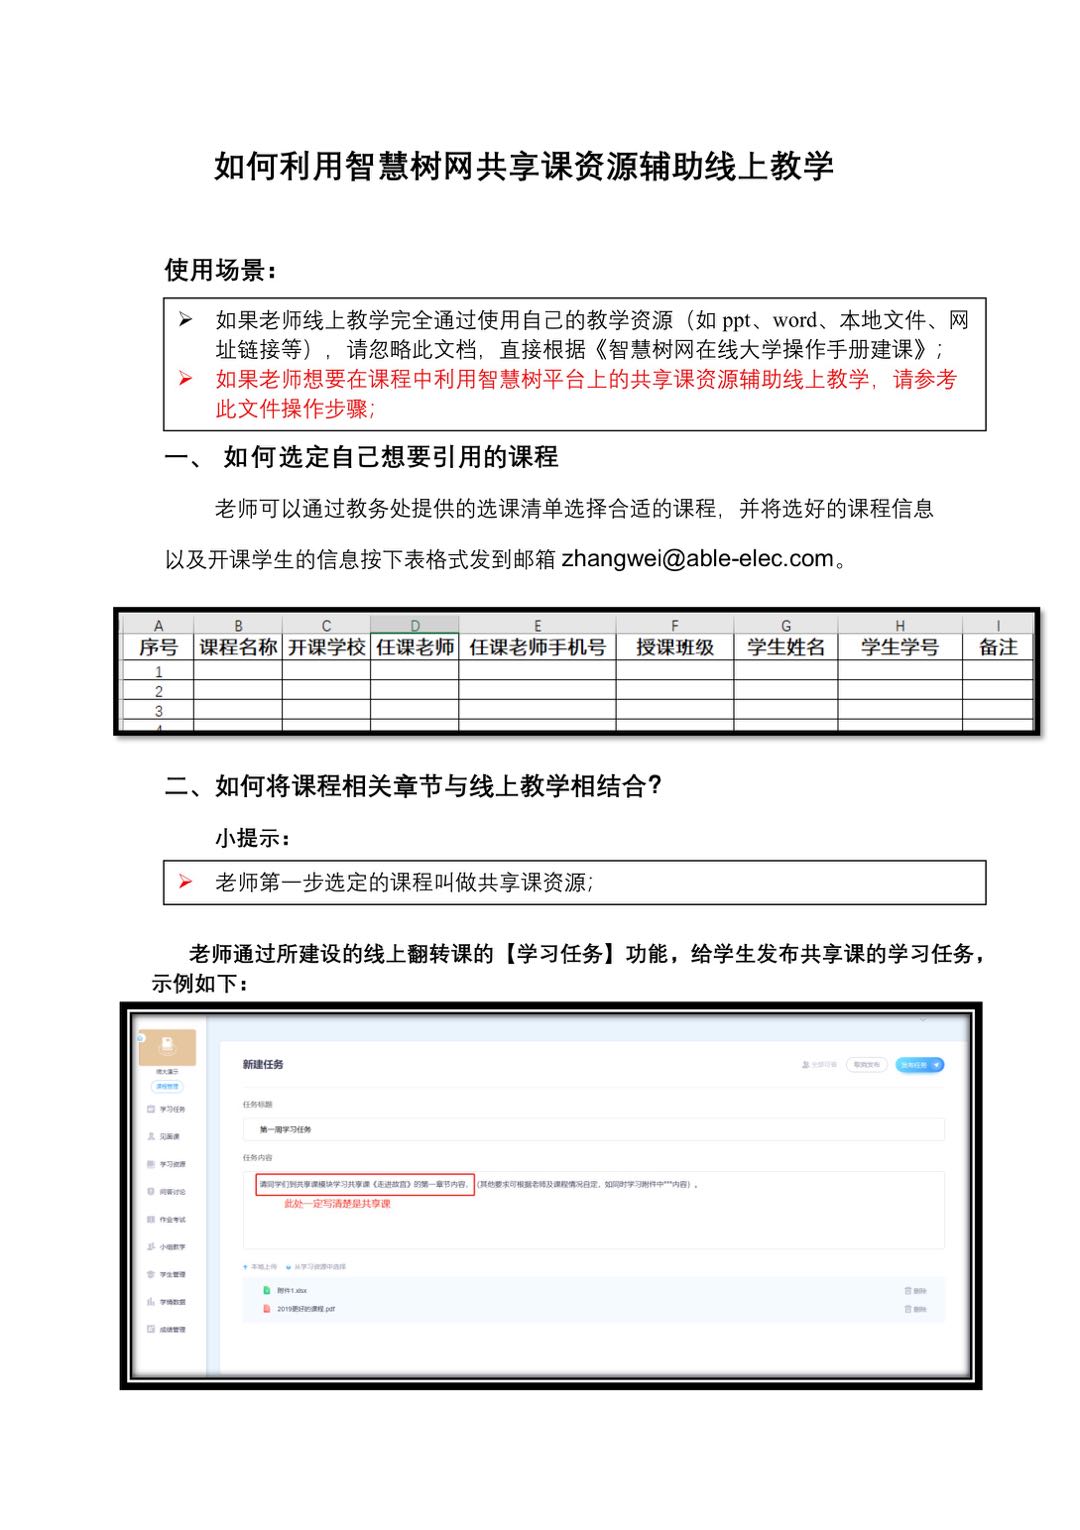 如何利用智慧树网共享课资源辅助线上教学
使用场景：
➢ 如果老师线上教学完全通过使用自己的教学资源（如 ppt、word、本地文件、网
址链接等），请忽略此文档，直接根据《智慧树网在线大学操作手册建课》；
➢ 如果老师想要在课程中利用智慧树平台上的共享课资源辅助线上教学，请参考
此文件操作步骤；
一、 如何选定自己想要引用的课程
老师可以通过教务处提供的选课清单选择合适的课程，并将选好的课程信息
以及开课学生的信息按下表格式发到邮箱 zhangwei@able-elec.com。
A B C D E F G H I
序号 课程名称 开课学校 任课老师 任课老师手机号 授课班级 学生姓名 学生学号 备注
1
2
3
4
二、如何将课程相关章节与线上教学相结合？
小提示：
➢ 老师第一步选定的课程叫做共享课资源；
老师通过所建设的线上翻转课的【学习任务】功能，给学生发布共享课的学习任务，
示例如下：
新建任务 全部可看 取消发布 发布任务
师大演示
课程管理
任务标题
学习任务
第一周学习任务
见面课
任务内容
学习资源
请同学们到共享课模块学习共享课《走进故宫》的第一章节内容，（其他要求可根据老师及课程情况自定，如同时学习附件中***内容）。
此处一定写清楚是共享课
问答讨论
作业考试
小组教学
本地上传 从学习资源中选择
学生管理
附件1.xlsx 删除
学情数据
2019更好的课程.pdf 删除
成绩管理